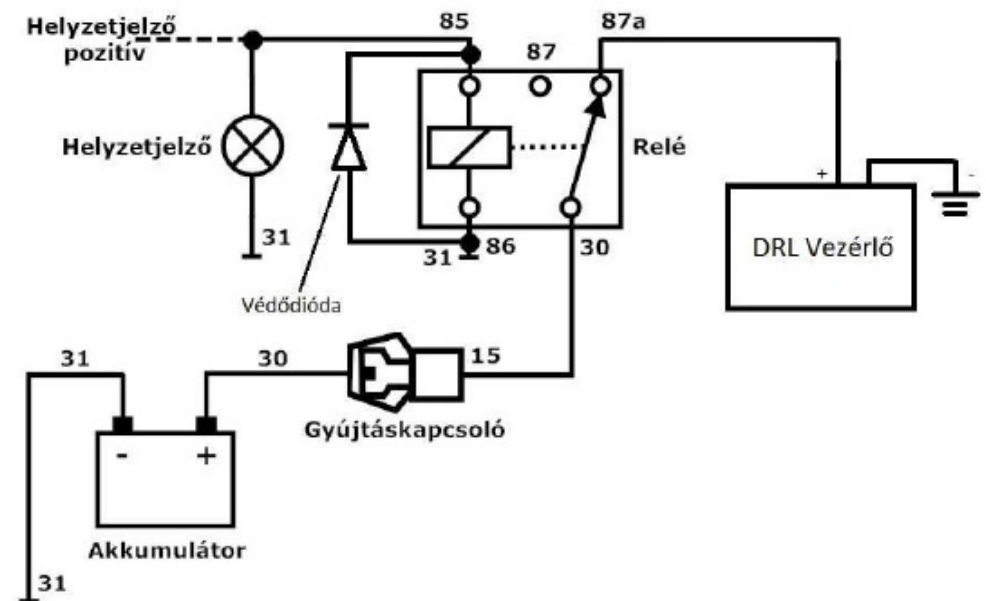 Helyzetjelző
pozitív
85
87
87a
Helyzetjelző
Relé
+
-
31
31
86
30
DRL Vezérlő
Védődióda
31
30
15
Gyújtáskapcsoló
-
+
Akkumulátor
31